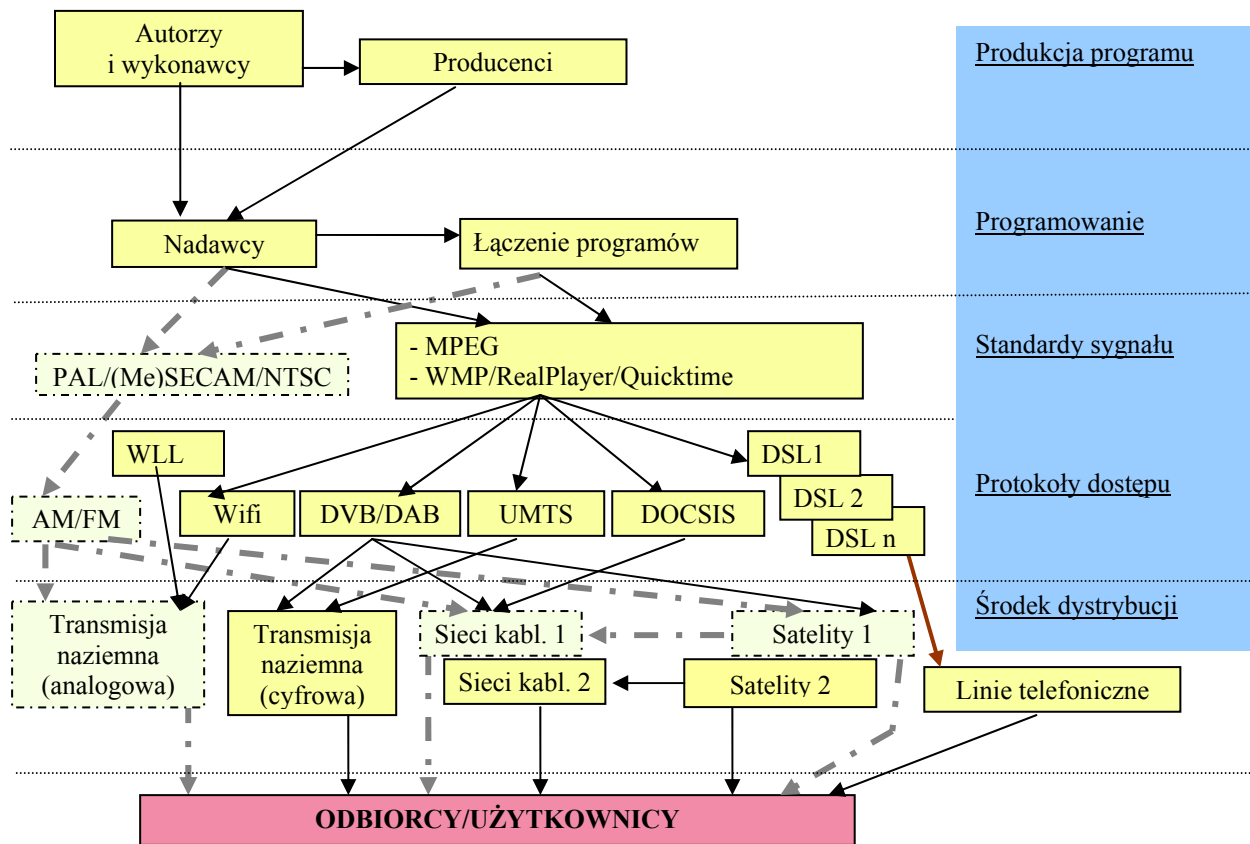 Autorzy
i wykonawcy
Producenci
Produkcja programu
Nadawcy
Łączenie programów
Programowanie
PAL/(Me)SECAM/NTSC
- MPEG
- WMP/RealPlayer/Quicktime
Standardy sygnału
WLL
DSL1
DSL 2
DSL n
AM/FM
Wifi
DVB/DAB
UMTS
DOCSIS
Protokoły dostępu
Transmisja
naziemna
(analogowa)
Transmisja
naziemna
(cyfrowa)
Sieci kabl. 1
Sieci kabl. 2
Satelity 1
Satelity 2
Linie telefoniczne
Środek dystrybucji
ODBIORCY/UŻYTKOWNICY